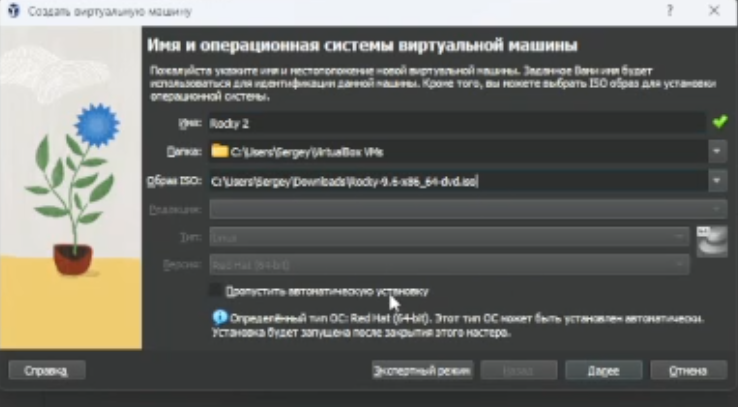 Создать виртуальную машину
?
Имя и операционная системы виртуальной машины
Пожалуйста укажите имя и местоположение новой виртуальной машины. Заданное Вами имя будет
использоваться для идентификации данной машины. Кроме того, вы можете выбрать ISO образ для установки
операционной системы.
Имя: Rocky 2
Папка: C:\Users\Sergey\VirtualBox VMs
Образ ISO: C:\Users\Sergey\Downloads\Rocky-9.6-x86_64-dvd.iso
Редакция:
Тип: Linux
Версия: Red Hat (64-bit)
Пропустить автоматическую установку
Определённый тип ОС: Red Hat (64-bit). Этот тип ОС может быть установлен автоматически.
Установка будет запущена после закрытия этого мастера.
Справка Экспертный режим Назад Далее Отмена